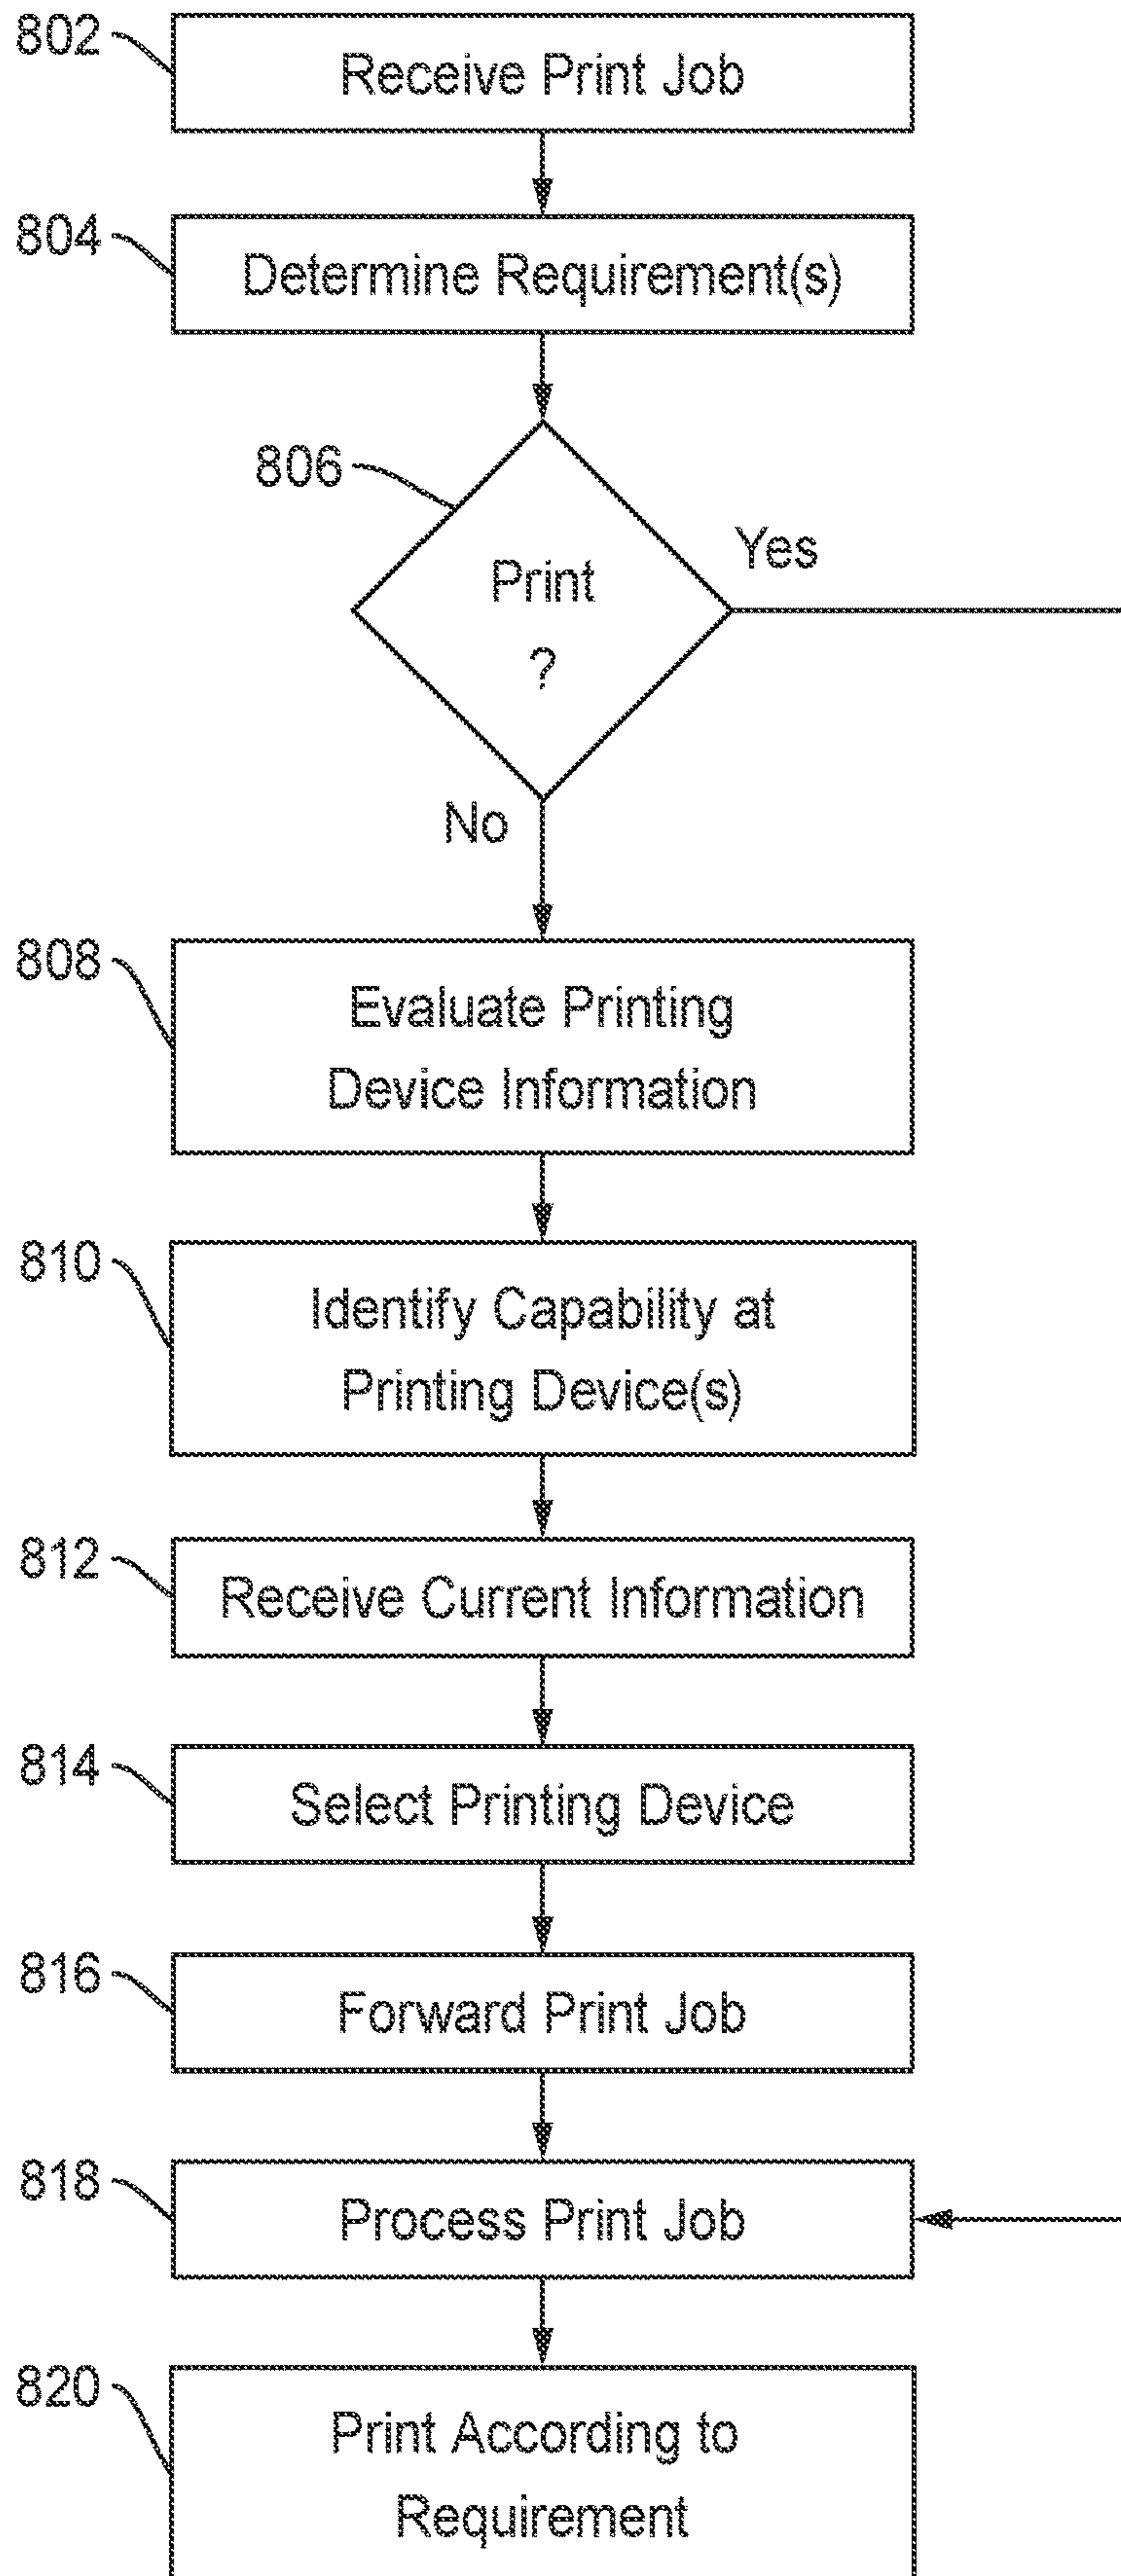 802
Receive Print Job
804
Determine Requirement(s)
806
Print
?
Yes
No
808
Evaluate Printing
Device Information
810
Identify Capability at
Printing Device(s)
812
Receive Current Information
814
Select Printing Device
816
Forward Print Job
818
Process Print Job
820
Print According to
Requirement